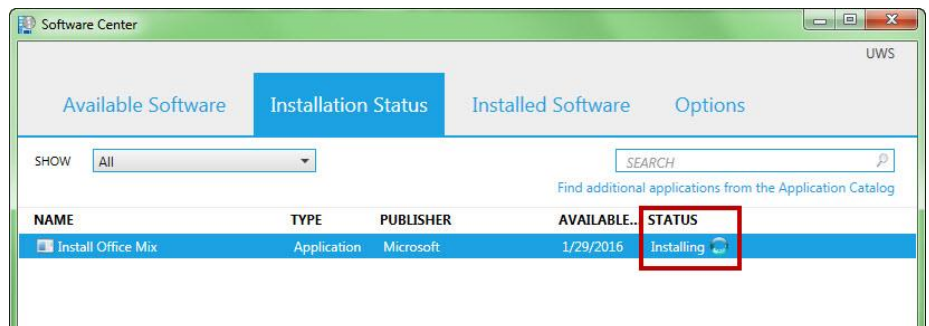 Software Center
UWS
Available Software Installation Status Installed Software Options
SHOW All SEARCH
Find additional applications from the Application Catalog
NAME TYPE PUBLISHER AVAILABLE... STATUS
Install Office Mix Application Microsoft 1/29/2016 Installing